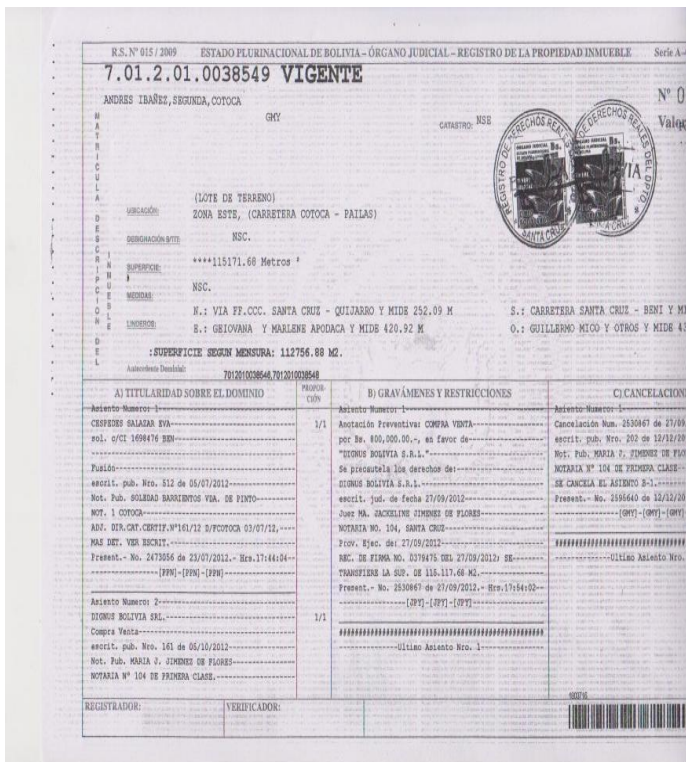 R.S. Nº 015 / 2009 ESTADO PLURINACIONAL DE BOLIVIA – ÓRGANO JUDICIAL – REGISTRO DE LA PROPIEDAD INMUEBLE Serie A–
7.01.2.01.0038549 VIGENTE
Nº 0
ANDRES IBAÑEZ,SEGUNDA,COTOCA
GMY
CATASTRO: NSE
MATRICULA
DESCRIPCION DEL
INMUEBLE
REGISTRO DE DERECHOS REALES
SANTA CRUZ
DE DERECHOS REALES DEL DPTO.
(LOTE DE TERRENO)
UBICACIÓN: ZONA ESTE, (CARRETERA COTOCA - PAILAS)
DESIGNACIÓN S/TIT: NSC.
SUPERFICIE: ****115171.68 Metros ²
MEDIDAS: NSC.
LINDEROS: N.: VIA FF.CCC. SANTA CRUZ - QUIJARRO Y MIDE 252.09 M S.: CARRETERA SANTA CRUZ - BENI Y MI
E.: GEIOVANA Y MARLENE APODACA Y MIDE 420.92 M O.: GUILLERMO MICO Y OTROS Y MIDE 43
:SUPERFICIE SEGUN MENSURA: 112756.88 M2.
Antecedente Dominial: 7012010038546,7012010038548
A) TITULARIDAD SOBRE EL DOMINIO
PROPORCIÓN
Asiento Numero: 1
CESPEDES SALAZAR EVA 1/1
sol. c/CI 1698476 BEN
Fusión
escrit. pub. Nro. 512 de 05/07/2012
Not. Pub. SOLEDAD BARRIENTOS VDA. DE PINTO
NOT. 1 COTOCA
ADJ. DIR.CAT.CERTIF.Nº161/12 D/FCOTOCA 03/07/12,
MAS DET. VER ESCRIT.
Present.- No. 2473056 de 23/07/2012.- Hrs.17:44:04
[PPN]-[PPN]-[PPN]
Asiento Numero: 2
DIGNUS BOLIVIA SRL. 1/1
Compra Venta
escrit. pub. Nro. 161 de 05/10/2012
Not. Pub. MARIA J. JIMENEZ DE FLORES
NOTARIA Nº 104 DE PRIMERA CLASE.
B) GRAVÁMENES Y RESTRICCIONES
Asiento Numero: 1
Anotación Preventiva: COMPRA VENTA
por Bs. 800,000.00.-, en favor de
"DIGNUS BOLIVIA S.R.L."
Se precautela los derechos de:
DIGNUS BOLIVIA S.R.L.
escrit. jud. de fecha 27/09/2012
Juez MA. JACKELINE JIMENEZ DE FLORES
NOTARIA NO. 104, SANTA CRUZ
Prov. Ejec. de: 27/09/2012
REC. DE FIRMA NO. 0379475 DEL 27/09/2012: SE
TRANSFIERE LA SUP. DE 115.117.68 M2.
Present.- No. 2530867 de 27/09/2012.- Hrs.17:54:02
[JPY]-[JPY]-[JPY]
Ultimo Asiento Nro. 1
C) CANCELACION
Asiento Numero: 1
Cancelación Num. 2530867 de 27/09
escrit. pub. Nro. 202 de 12/12/20
Not. Pub. MARIA J. JIMENEZ DE FLO
NOTARIA Nº 104 DE PRIMERA CLASE
SE CANCELA EL ASIENTO B-1.
Present.- No. 2596640 de 12/12/20
[GMY]-[GMY]-[GMY]
Ultimo Asiento Nro.
REGISTRADOR: VERIFICADOR: